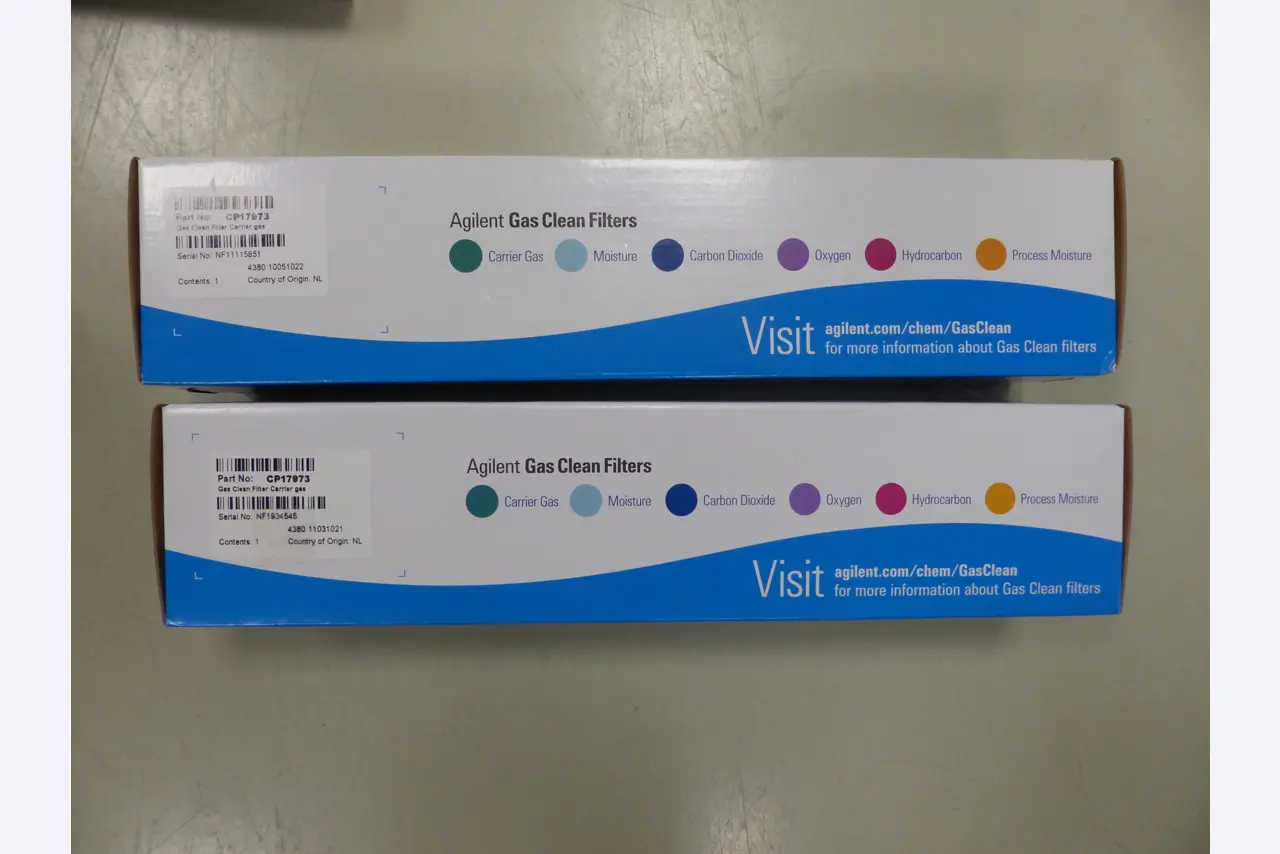 Part No: CP17973
Gas Clean Filter Carrier gas
Serial No: NF11115851
4380 10051022
Contents: 1 Country of Origin: NL
Agilent Gas Clean Filters
Carrier Gas Moisture Carbon Dioxide Oxygen Hydrocarbon Process Moisture
Visit agilent.com/chem/GasClean
for more information about Gas Clean filters
Part No: CP17973
Gas Clean Filter Carrier gas
Serial No: NF1934545
4380 11031021
Contents: 1 Country of Origin: NL
Agilent Gas Clean Filters
Carrier Gas Moisture Carbon Dioxide Oxygen Hydrocarbon Process Moisture
Visit agilent.com/chem/GasClean
for more information about Gas Clean filters